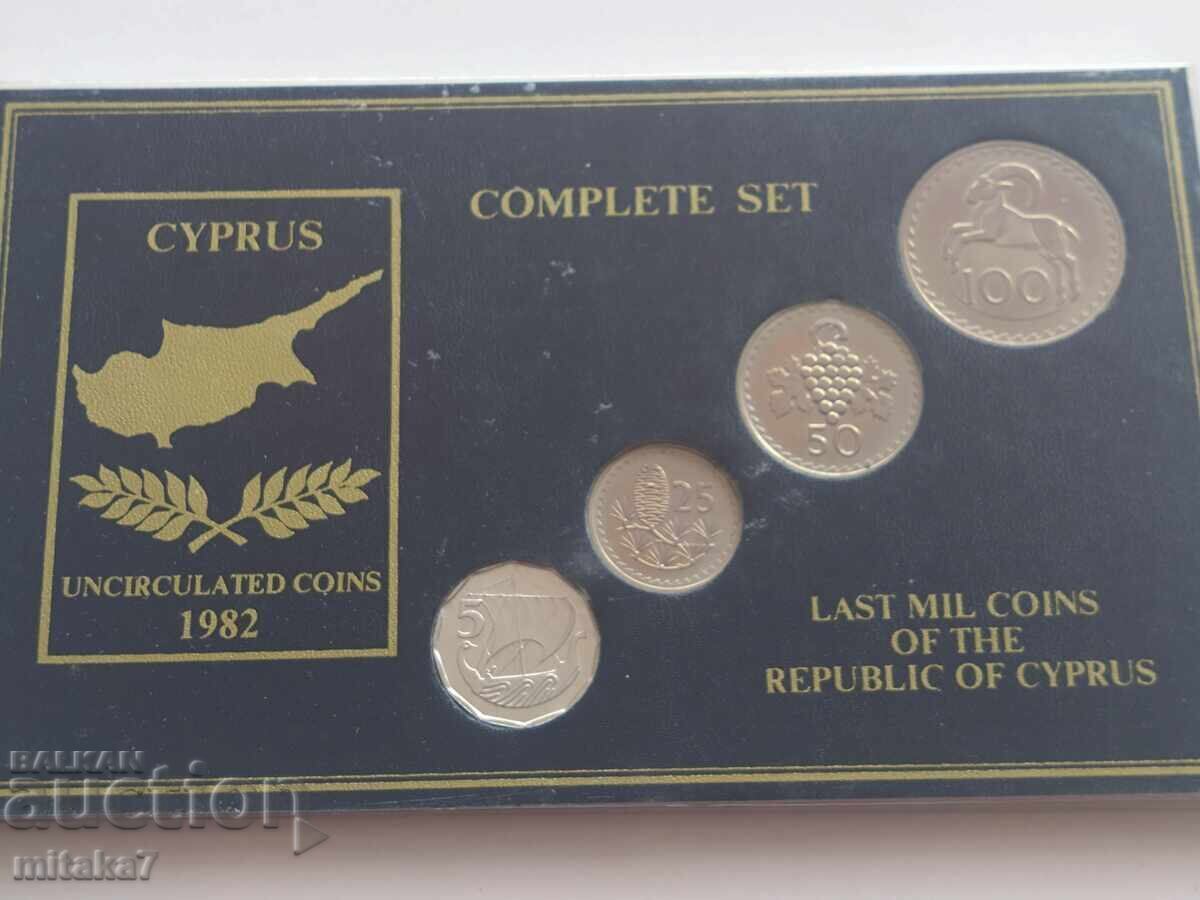 COMPLETE SET
CYPRUS
UNCIRCULATED COINS
1982
100
50
25
5
LAST MIL COINS
OF THE
REPUBLIC OF CYPRUS
BALKAN
auction
mitaka7